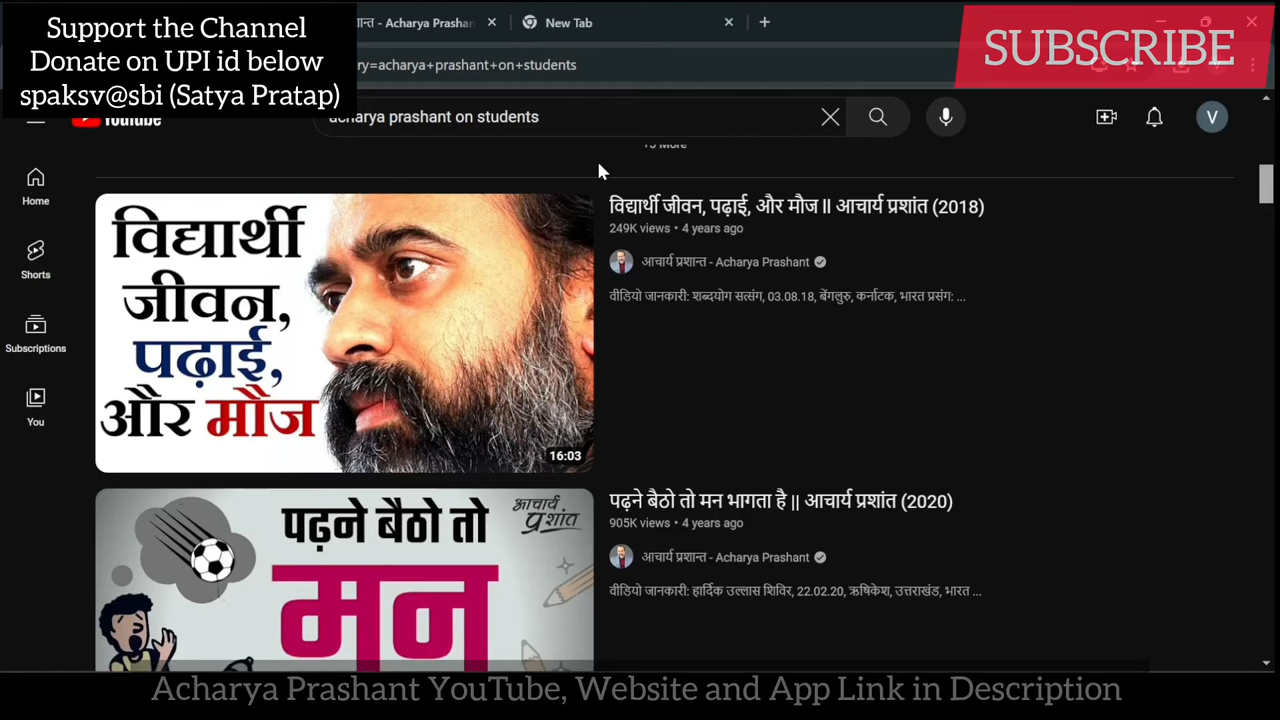 Support the Channel
Donate on UPI id below
spaksv@sbi (Satya Pratap)
शान्त - Acharya Prashan
New Tab
SUBSCRIBE
ry=acharya+prashant+on+students
YouTube
acharya prashant on students
V
Home
Shorts
Subscriptions
You
विद्यार्थी
जीवन,
पढ़ाई,
और मौज
16:03
विद्यार्थी जीवन, पढ़ाई, और मौज || आचार्य प्रशांत (2018)
249K views • 4 years ago
आचार्य प्रशान्त - Acharya Prashant
वीडियो जानकारी: शब्दयोग सत्संग, 03.08.18, बेंगलुरु, कर्नाटक, भारत प्रसंग: ...
पढ़ने बैठो तो
मन
आचार्य
प्रशांत
पढ़ने बैठो तो मन भागता है || आचार्य प्रशांत (2020)
905K views • 4 years ago
आचार्य प्रशान्त - Acharya Prashant
वीडियो जानकारी: हार्दिक उल्लास शिविर, 22.02.20, ऋषिकेश, उत्तराखंड, भारत ...
Acharya Prashant YouTube, Website and App Link in Description